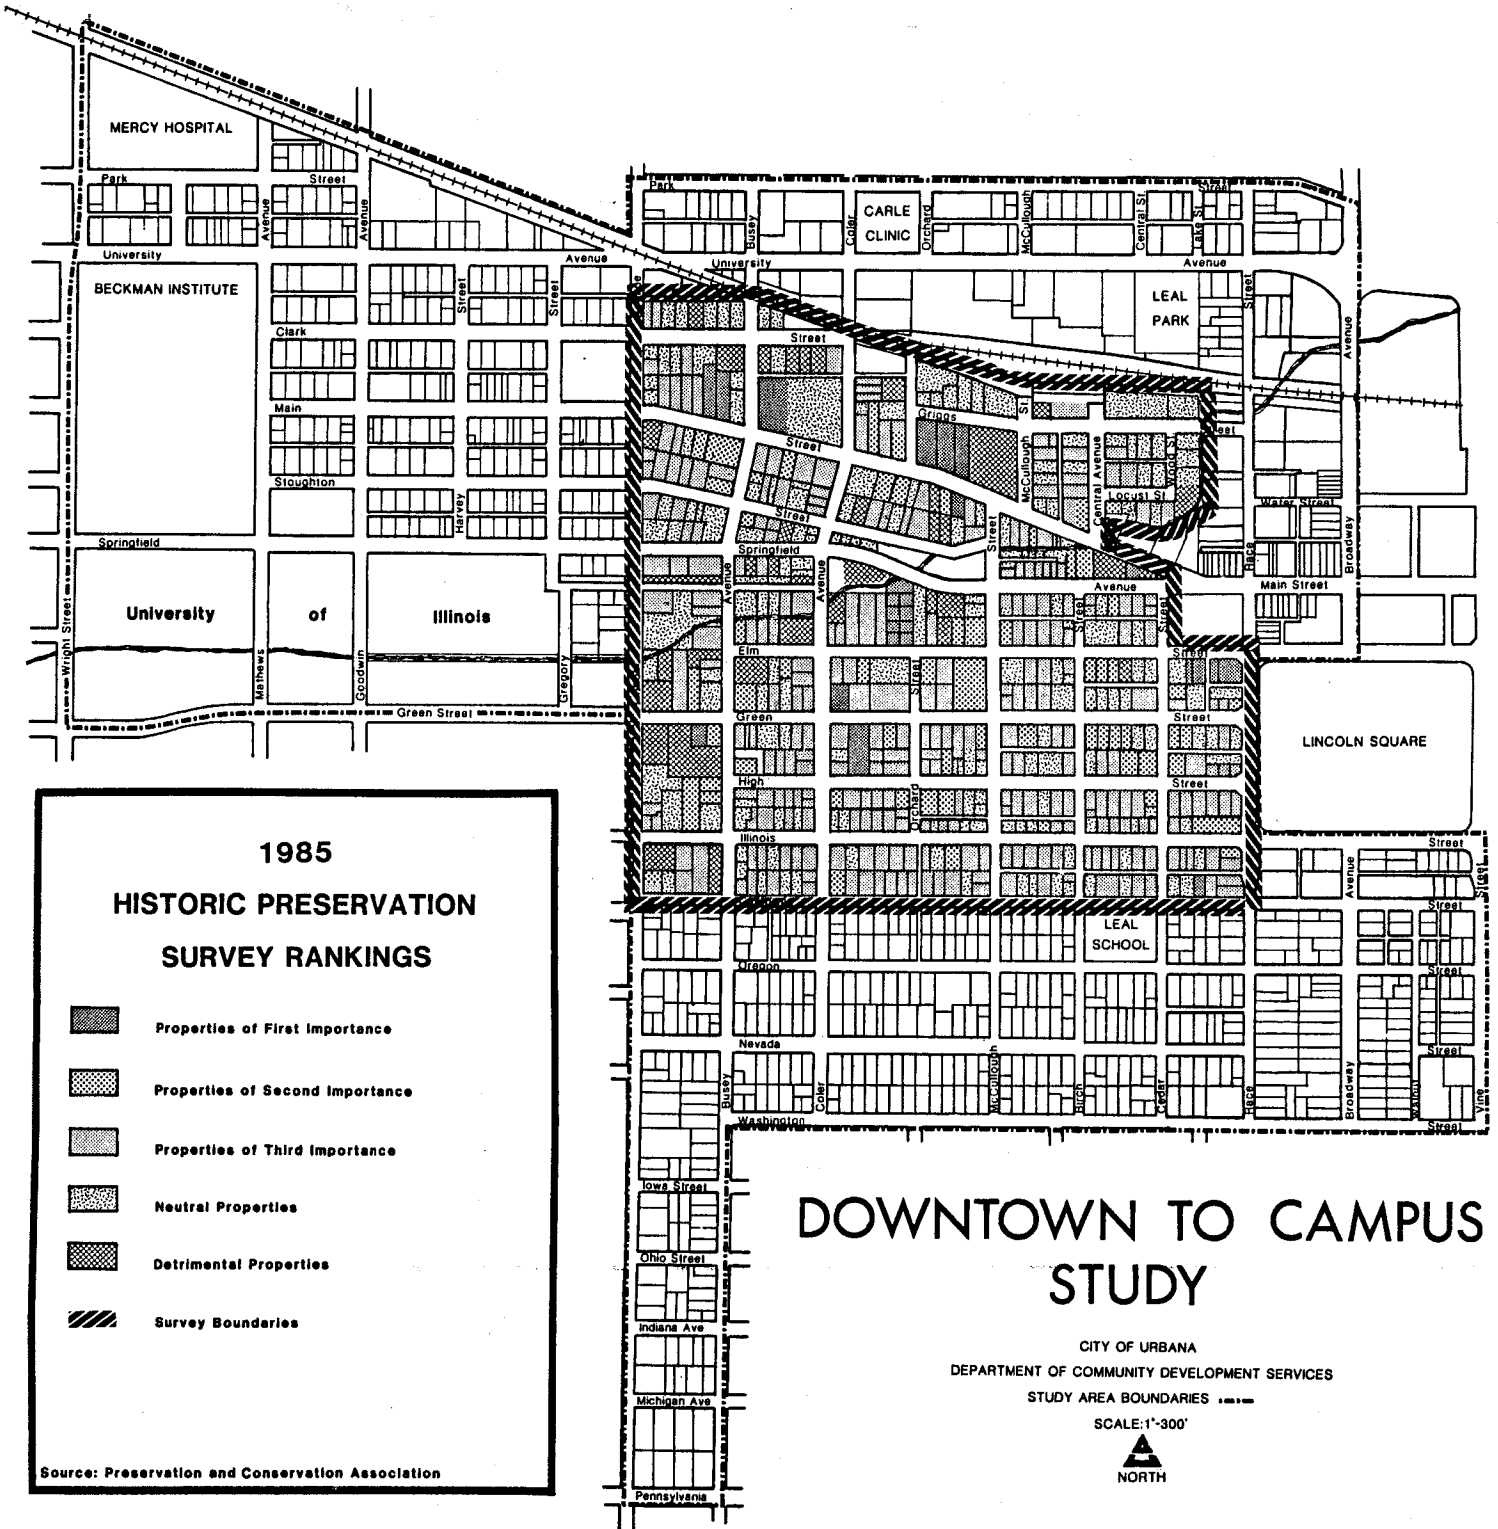 MERCY HOSPITAL
Park
Street
Avenue
Avenue
University
Avenue
BECKMAN INSTITUTE
Street
Street
Clark
Main
Stoughton
Harvey
Springfield
University of Illinois
Wright Street
Mathews
Goodwin
Gregory
Green Street
Park
Street
Busey
Coler
CARLE
CLINIC
Orchard
McCullough
Central St.
Lake St.
University
Avenue
LEAL
PARK
Street
Avenue
Street
Griggs
St.
Street
McCullough
Central Avenue
Wood St.
Locust St.
Water Street
Street
Street
Springfield
Avenue
Avenue
Avenue
Street
Street
Race
Broadway
Main Street
Elm
Street
Street
Green
Street
LINCOLN SQUARE
High
Street
Orchard
Illinois
Street
Avenue
Street
Street
LEAL
SCHOOL
Oregon
Street
Nevada
Street
Busey
Coler
McCullough
Birch
Cedar
Race
Broadway
Walnut
Vine
Washington
Street
Iowa Street
Ohio Street
Indiana Ave
Michigan Ave
Pennsylvania
1985
HISTORIC PRESERVATION
SURVEY RANKINGS
Properties of First Importance
Properties of Second Importance
Properties of Third Importance
Neutral Properties
Detrimental Properties
Survey Boundaries
Source: Preservation and Conservation Association
DOWNTOWN TO CAMPUS
STUDY
CITY OF URBANA
DEPARTMENT OF COMMUNITY DEVELOPMENT SERVICES
STUDY AREA BOUNDARIES
SCALE:1"-300'
NORTH